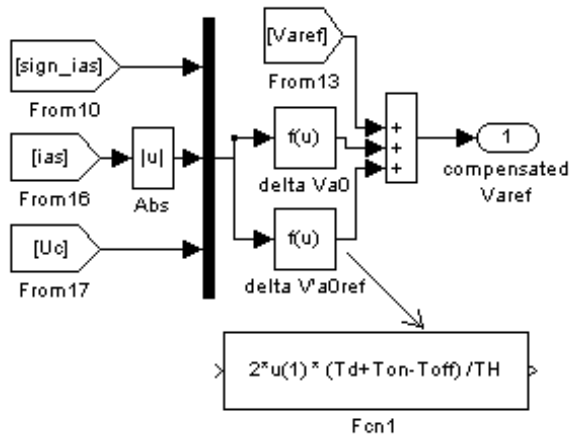 [Varef]
From13
[sign_ias]
From10
[ias]
From16
|u|
Abs
[Uc]
From17
f(u)
delta Va0
f(u)
delta V'a0ref
+
+
+
1
compensated
Varef
2*u(1) * (Td+Ton-Toff) /TH
Fcn1